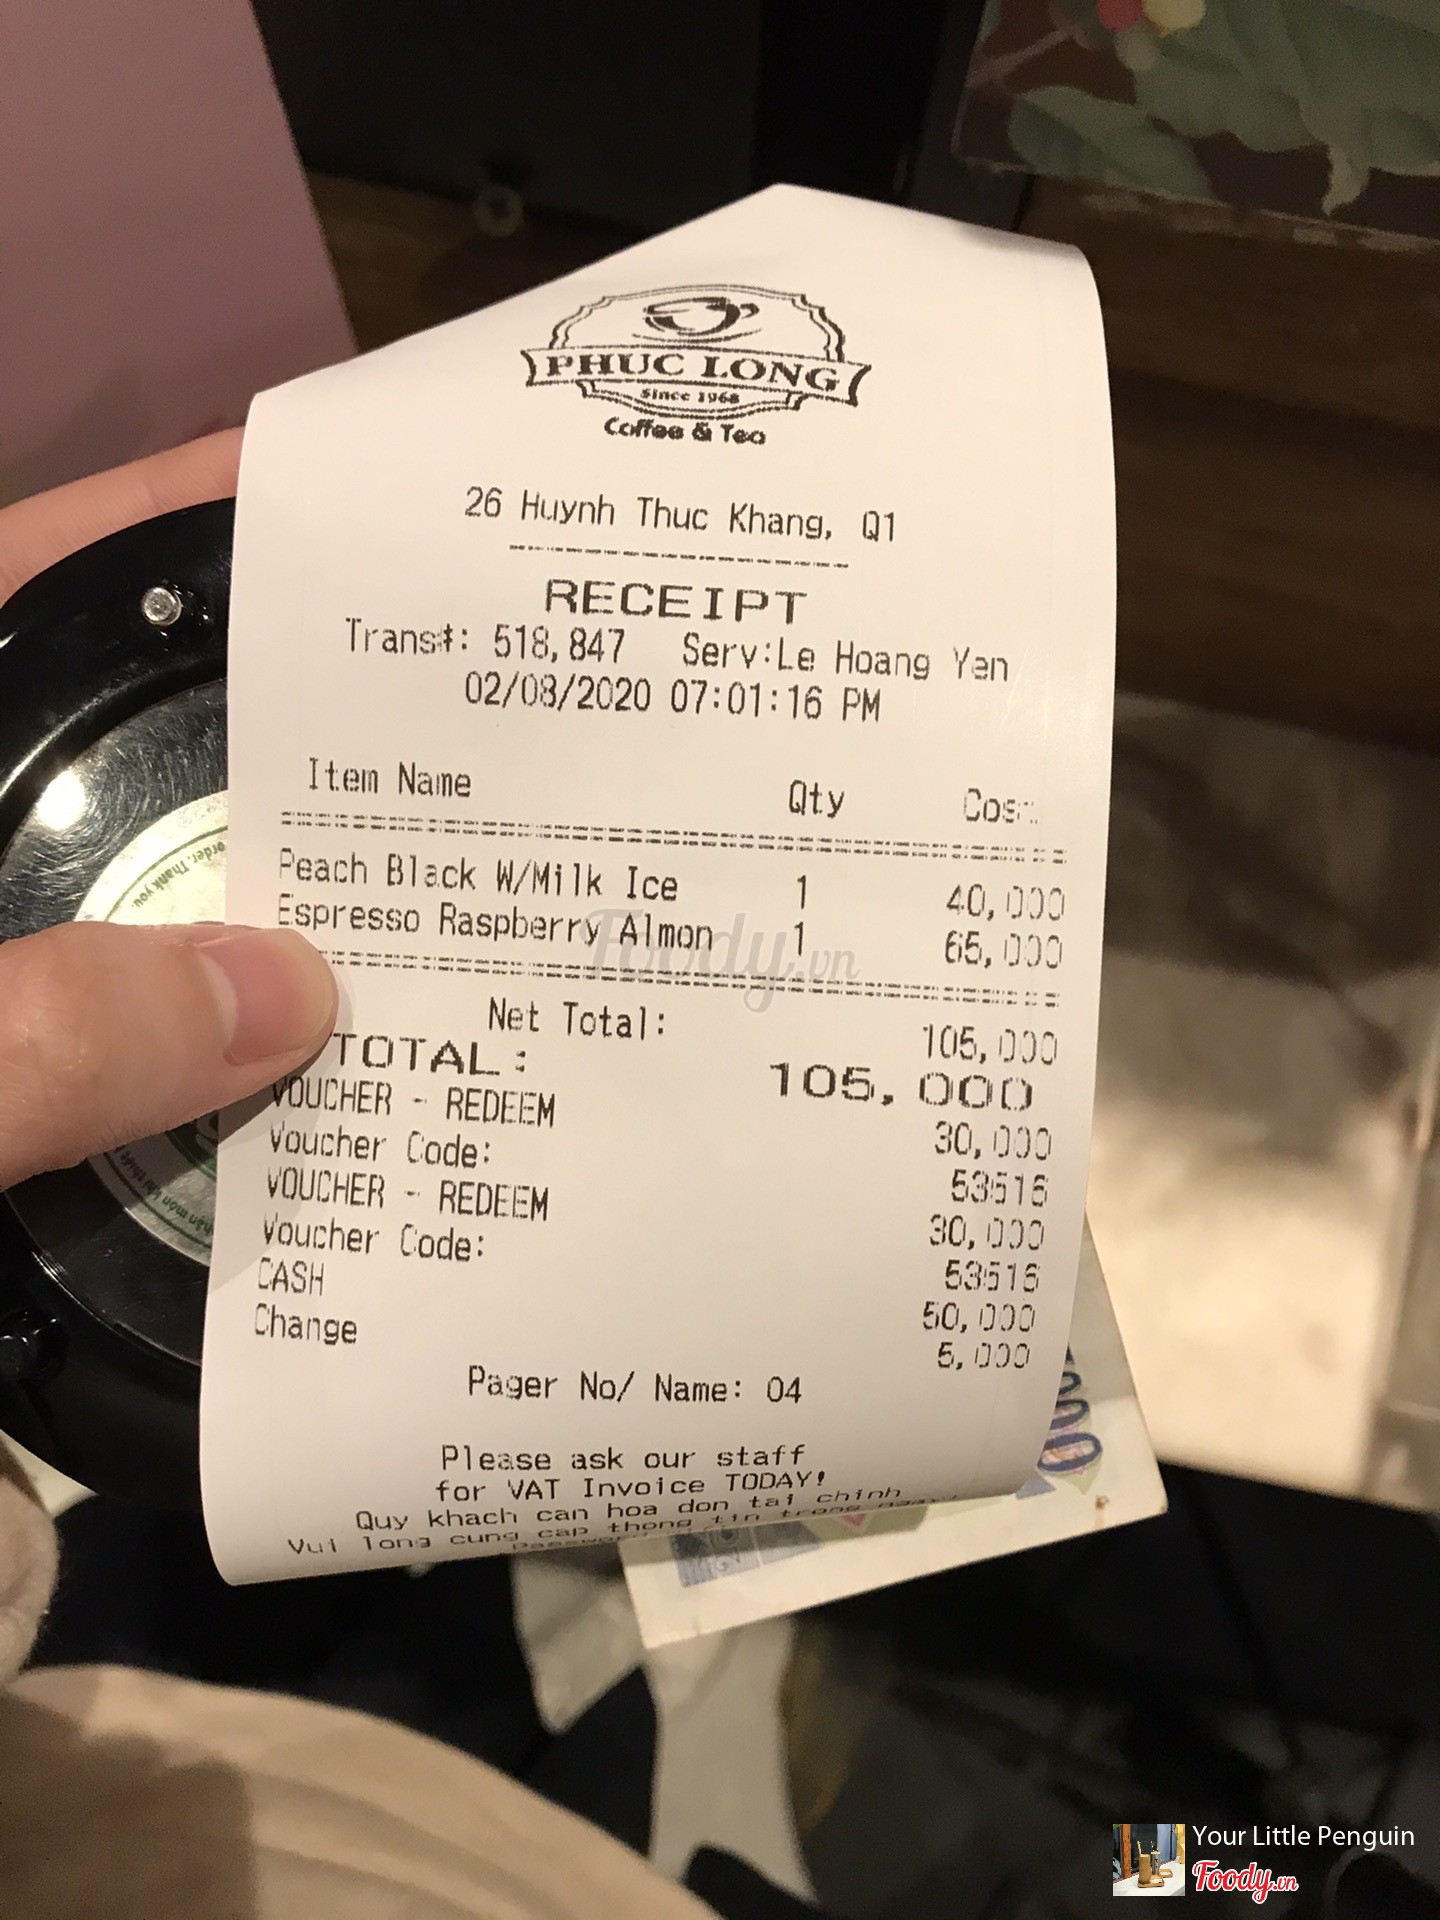 PHUC LONG
Since 1968
Coffee & Tea
26 Huynh Thuc Khang, Q1
RECEIPT
Trans#: 518,847 Serv:Le Hoang Yen
02/08/2020 07:01:16 PM
Item Name Qty Cost
Peach Black W/Milk Ice 1 40,000
Espresso Raspberry Almon 1 65,000
Foody.vn
Net Total: 105,000
TOTAL: 105,000
VOUCHER - REDEEM 30,000
Voucher Code: 53516
VOUCHER - REDEEM 30,000
Voucher Code: 53516
CASH 50,000
Change 5,000
Pager No/ Name: 04
Please ask our staff
for VAT Invoice TODAY!
Quy khach can hoa don tai chinh
Vui long cung cap thong tin trong ngay
order. Thank you.
Your Little Penguin
Foody.vn